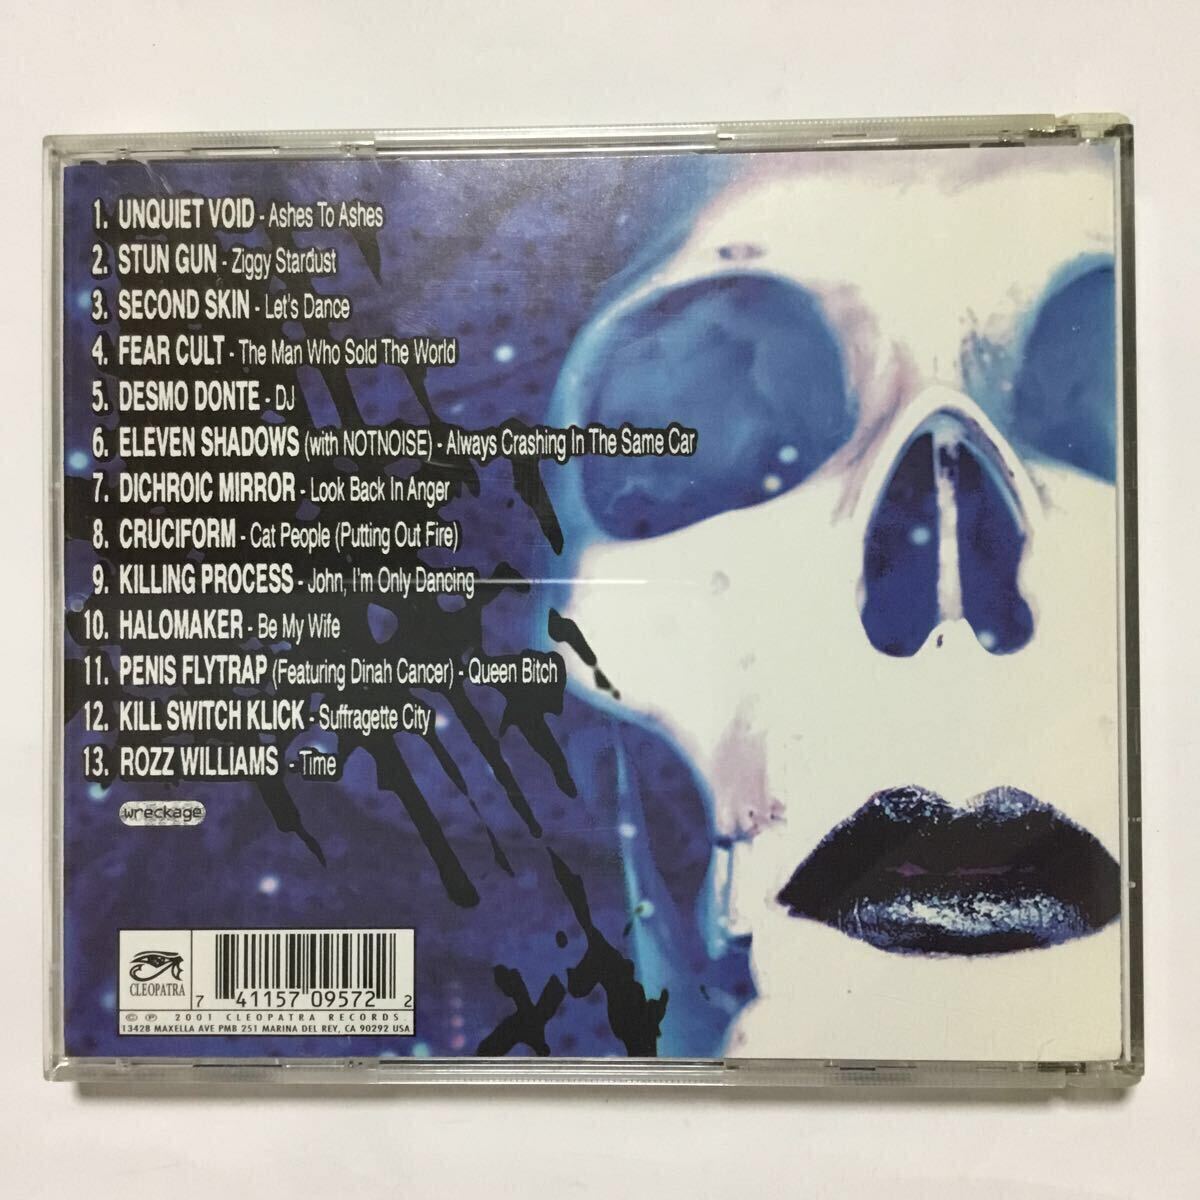 1. UNQUIET VOID - Ashes To Ashes
2. STUN GUN - Ziggy Stardust
3. SECOND SKIN - Let's Dance
4. FEAR CULT - The Man Who Sold The World
5. DESMO DONTE - DJ
6. ELEVEN SHADOWS (with NOTNOISE) - Always Crashing In The Same Car
7. DICHROIC MIRROR - Look Back In Anger
8. CRUCIFORM - Cat People (Putting Out Fire)
9. KILLING PROCESS - John, I'm Only Dancing
10. HALOMAKER - Be My Wife
11. PENIS FLYTRAP (Featuring Dinah Cancer) - Queen Bitch
12. KILL SWITCH KLICK - Suffragette City
13. ROZZ WILLIAMS - Time
wreckage
CLEOPATRA
7 41157 09572 2
© ℗ 2001 CLEOPATRA RECORDS.
13428 MAXELLA AVE PMB 251 MARINA DEL REY, CA 90292 USA